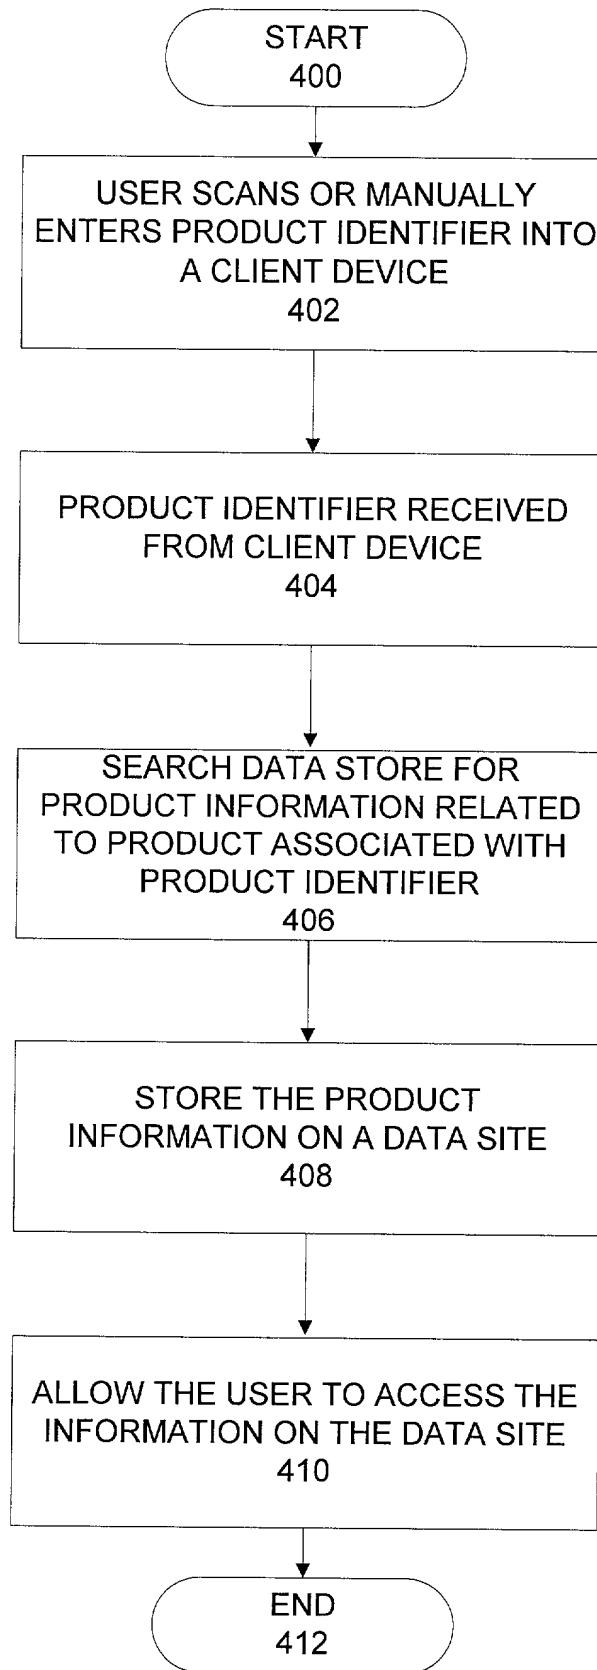 START
400
USER SCANS OR MANUALLY
ENTERS PRODUCT IDENTIFIER INTO
A CLIENT DEVICE
402
PRODUCT IDENTIFIER RECEIVED
FROM CLIENT DEVICE
404
SEARCH DATA STORE FOR
PRODUCT INFORMATION RELATED
TO PRODUCT ASSOCIATED WITH
PRODUCT IDENTIFIER
406
STORE THE PRODUCT
INFORMATION ON A DATA SITE
408
ALLOW THE USER TO ACCESS THE
INFORMATION ON THE DATA SITE
410
END
412